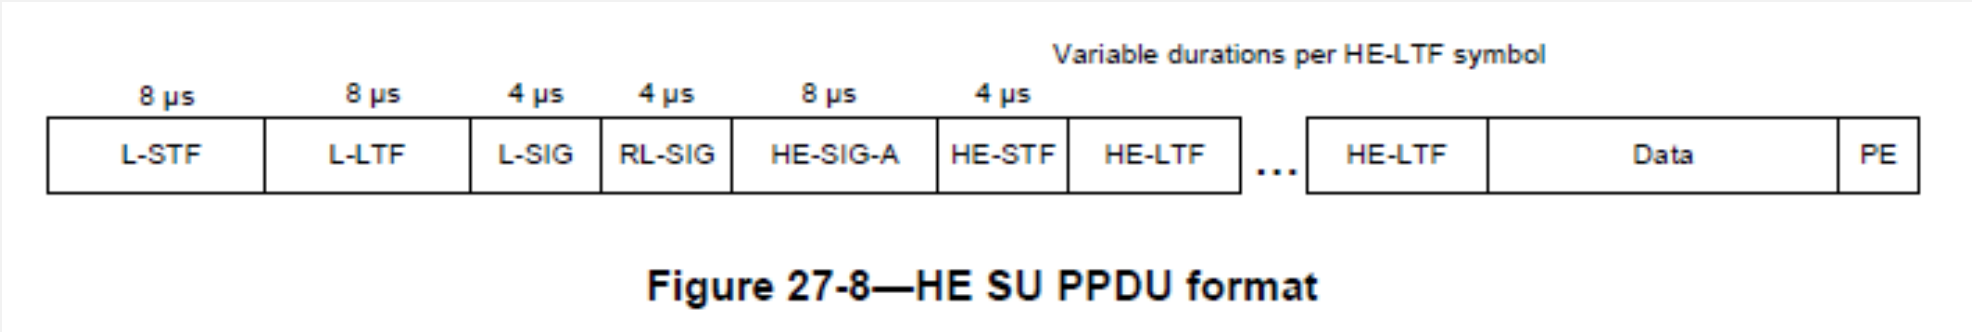 Variable durations per HE-LTF symbol
8 µs 8 µs 4 µs 4 µs 8 µs 4 µs
L-STF L-LTF L-SIG RL-SIG HE-SIG-A HE-STF HE-LTF ... HE-LTF Data PE
Figure 27-8—HE SU PPDU format